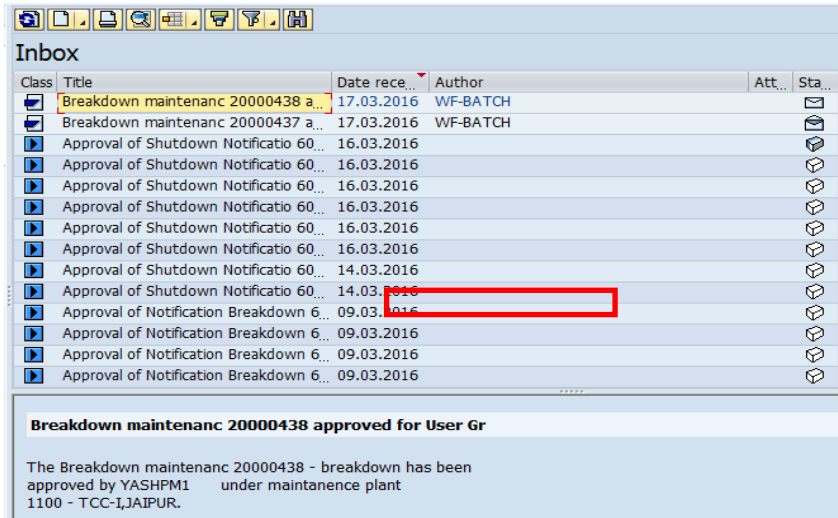 Inbox
Class Title Date rece... Author Att... Sta...
Breakdown maintenanc 20000438 a... 17.03.2016 WF-BATCH
Breakdown maintenanc 20000437 a... 17.03.2016 WF-BATCH
Approval of Shutdown Notificatio 60... 16.03.2016
Approval of Shutdown Notificatio 60... 16.03.2016
Approval of Shutdown Notificatio 60... 16.03.2016
Approval of Shutdown Notificatio 60... 16.03.2016
Approval of Shutdown Notificatio 60... 16.03.2016
Approval of Shutdown Notificatio 60... 16.03.2016
Approval of Shutdown Notificatio 60... 14.03.2016
Approval of Shutdown Notificatio 60... 14.03.2016
Approval of Notification Breakdown 6... 09.03.2016
Approval of Notification Breakdown 6... 09.03.2016
Approval of Notification Breakdown 6... 09.03.2016
Approval of Notification Breakdown 6... 09.03.2016
Breakdown maintenanc 20000438 approved for User Gr
The Breakdown maintenanc 20000438 - breakdown has been
approved by YASHPM1 under maintanence plant
1100 - TCC-I,JAIPUR.